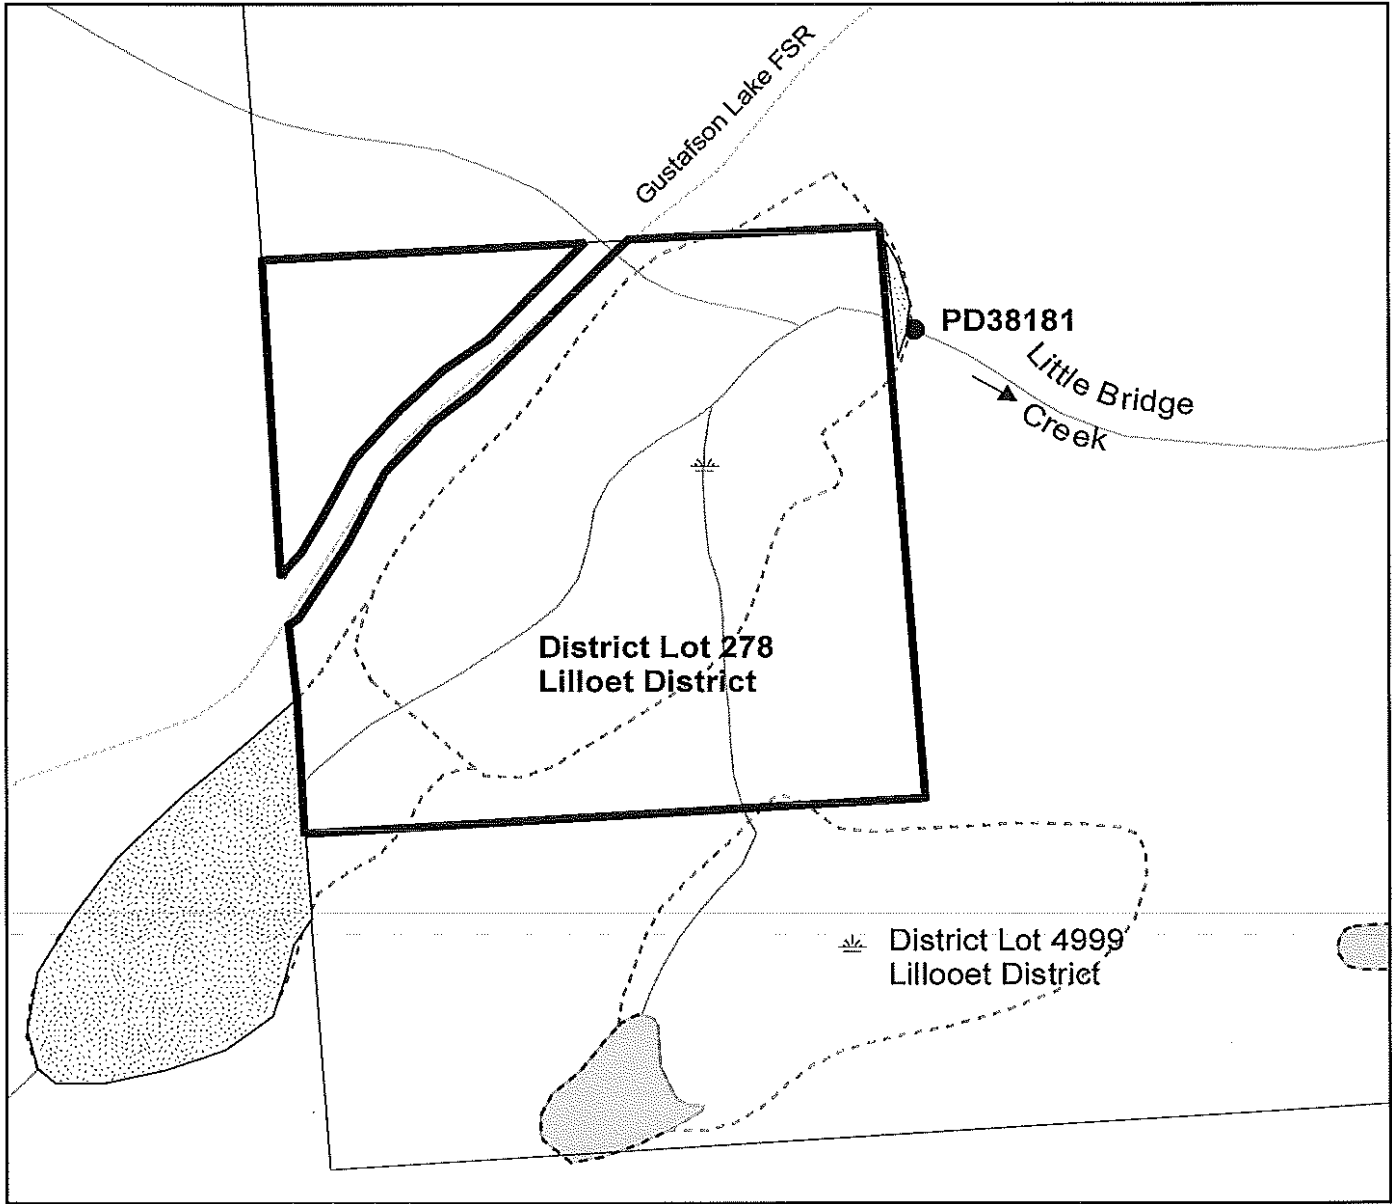 Gustafson Lake FSR
PD38181
Little Bridge
Creek
District Lot 278
Lilloet District
District Lot 4999
Lillooet District